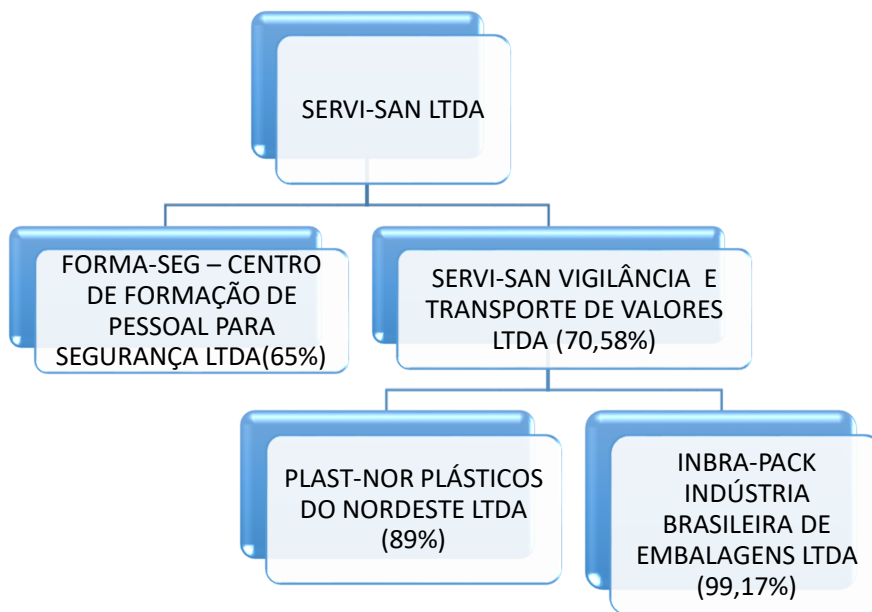 SERVI-SAN LTDA
FORMA-SEG – CENTRO
DE FORMAÇÃO DE
PESSOAL PARA
SEGURANÇA LTDA(65%)
SERVI-SAN VIGILÂNCIA E
TRANSPORTE DE VALORES
LTDA (70,58%)
PLAST-NOR PLÁSTICOS
DO NORDESTE LTDA
(89%)
INBRA-PACK
INDÚSTRIA
BRASILEIRA DE
EMBALAGENS LTDA
(99,17%)